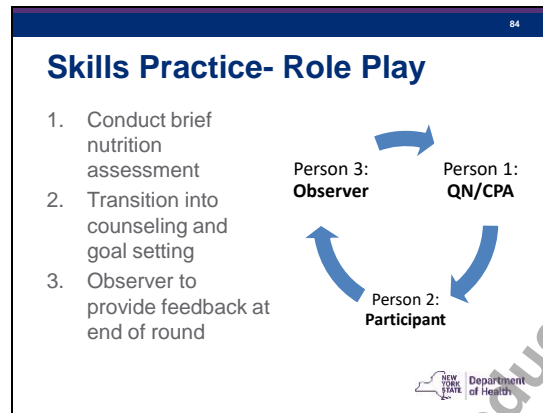 84
Skills Practice- Role Play
1. Conduct brief
nutrition
assessment
2. Transition into
counseling and
goal setting
3. Observer to
provide feedback at
end of round
Person 3:
Observer
Person 1:
QN/CPA
Person 2:
Participant
NEW
YORK
STATE
Department
of Health